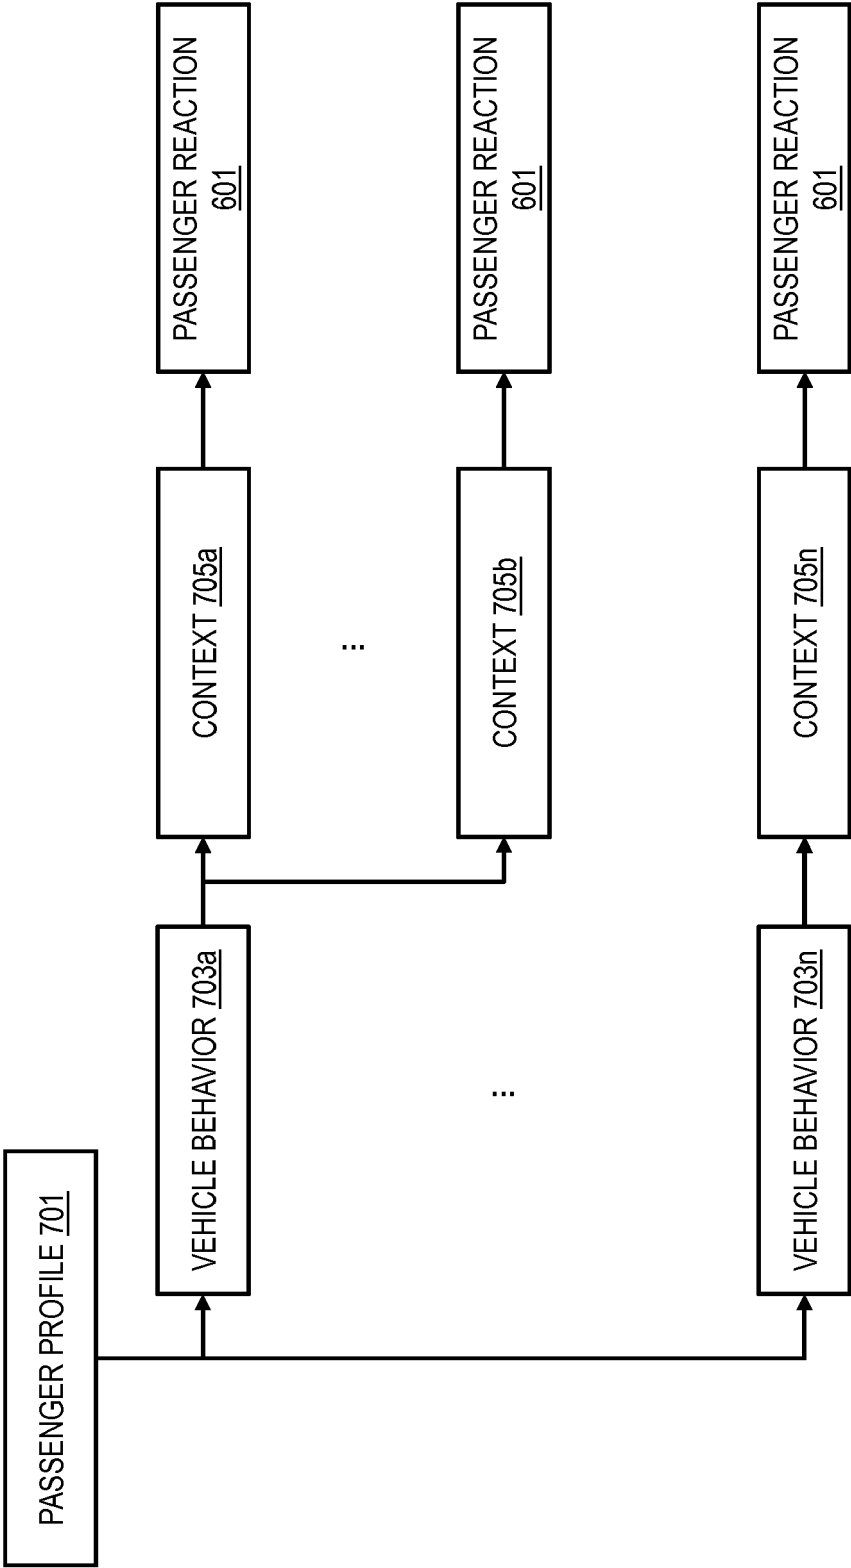 PASSENGER PROFILE 701
VEHICLE BEHAVIOR 703a
CONTEXT 705a
PASSENGER REACTION
601
...
CONTEXT 705b
PASSENGER REACTION
601
...
VEHICLE BEHAVIOR 703n
CONTEXT 705n
PASSENGER REACTION
601